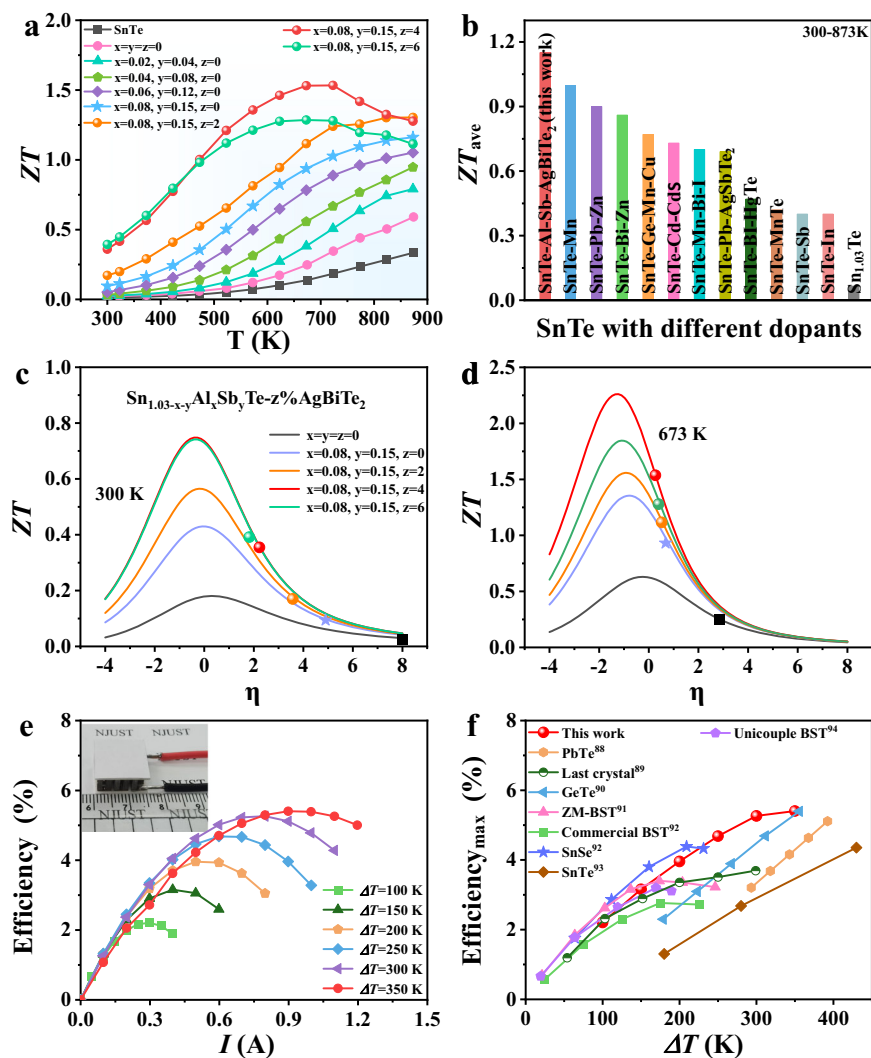 a
SnTe
x=y=z=0
x=0.02, y=0.04, z=0
x=0.04, y=0.08, z=0
x=0.06, y=0.12, z=0
x=0.08, y=0.15, z=0
x=0.08, y=0.15, z=2
x=0.08, y=0.15, z=4
x=0.08, y=0.15, z=6
2.0
1.5
1.0
0.5
0.0
ZT
300 400 500 600 700 800 900
T (K)
b
300-873K
1.2
0.9
0.6
0.3
0.0
ZTave
SnTe-Al-Sb-AgBiTe2 (this work)
SnTe-Mn
SnTe-Pb-Zn
SnTe-Bi-Zn
SnTe-Ge-Mn-Cu
SnTe-Cd-CdS
SnTe-Mn-Bi-I
SnTe-Pb-AgSbTe2
SnTe-Bi-HgTe
SnTe-MnTe
SnTe-Sb
SnTe-In
Sn1.03Te
SnTe with different dopants
c
Sn1.03-x-yAlxSbyTe-z%AgBiTe2
x=y=z=0
x=0.08, y=0.15, z=0
x=0.08, y=0.15, z=2
x=0.08, y=0.15, z=4
x=0.08, y=0.15, z=6
300 K
1.0
0.8
0.6
0.4
0.2
0.0
ZT
-4 -2 0 2 4 6 8
η
d
673 K
2.5
2.0
1.5
1.0
0.5
0.0
ZT
-4 -2 0 2 4 6 8
η
e
NJUST NJUST
6 7 8 9
NJUST NJUST
ΔT=100 K
ΔT=150 K
ΔT=200 K
ΔT=250 K
ΔT=300 K
ΔT=350 K
8
6
4
2
0
Efficiency (%)
0.0 0.3 0.6 0.9 1.2 1.5
I (A)
f
This work
PbTe88
Last crystal89
GeTe90
ZM-BST91
Commercial BST92
SnSe92
SnTe93
Unicouple BST94
8
6
4
2
0
Efficiencymax (%)
0 100 200 300 400
ΔT (K)